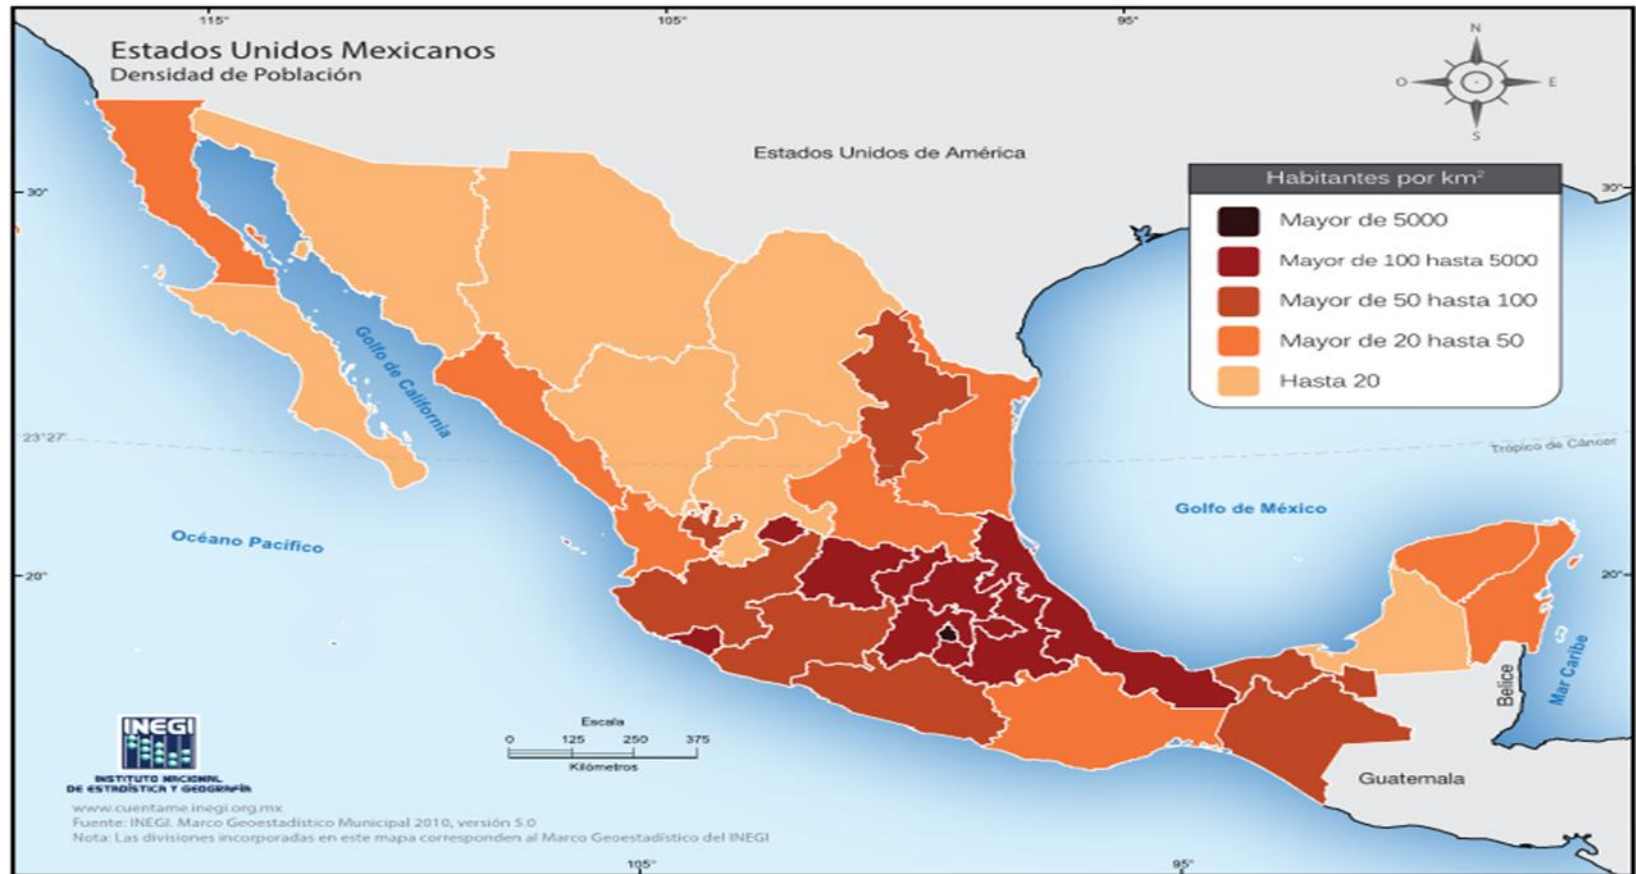 115°
105°
95°
Estados Unidos Mexicanos
Densidad de Población
N
O
E
S
Estados Unidos de América
Habitantes por km²
Mayor de 5000
Mayor de 100 hasta 5000
Mayor de 50 hasta 100
Mayor de 20 hasta 50
Hasta 20
30°
30°
Golfo de California
23°27'
Trópico de Cáncer
Golfo de México
Océano Pacífico
20°
20°
Mar Caribe
Belice
Guatemala
Escala
0 125 250 375
Kilómetros
INEGI
INSTITUTO NACIONAL
DE ESTADÍSTICA Y GEOGRAFÍA
www.cuentame.inegi.org.mx
Fuente: INEGI. Marco Geoestadístico Municipal 2010, versión 5.0
Nota: Las divisiones incorporadas en este mapa corresponden al Marco Geoestadístico del INEGI
105°
95°